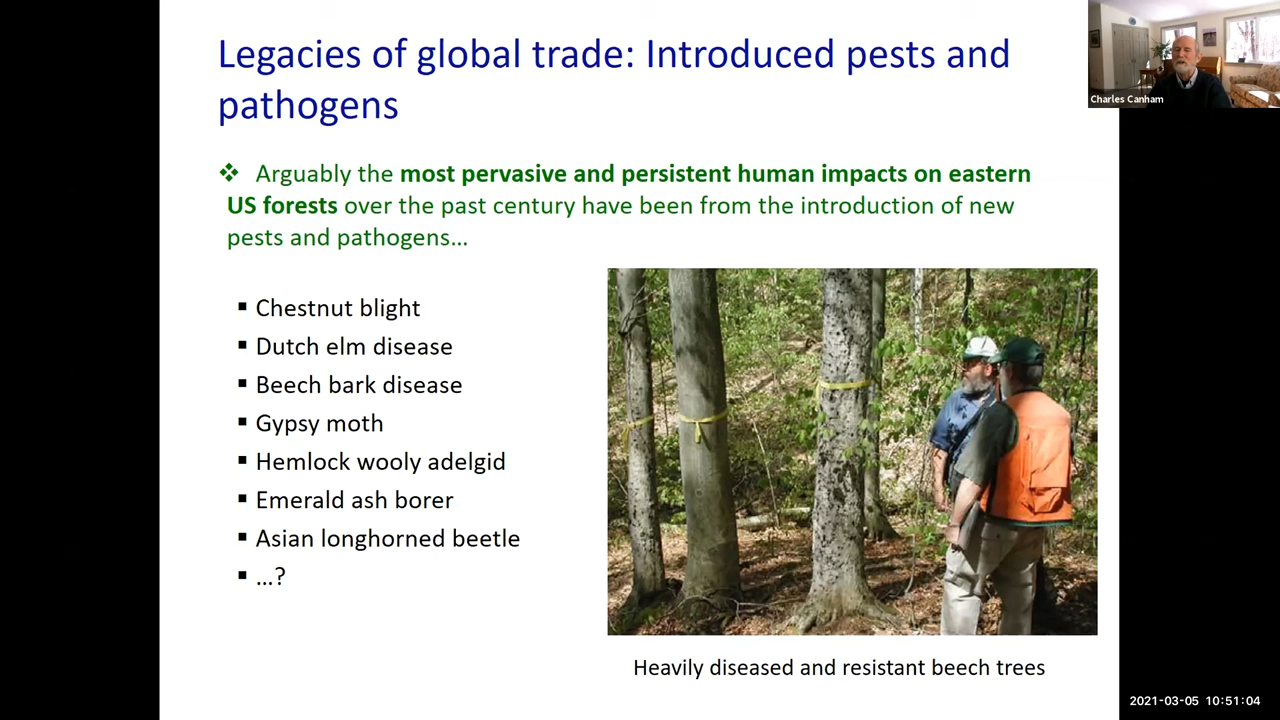 Legacies of global trade: Introduced pests and
pathogens
Charles Canham
❖ Arguably the most pervasive and persistent human impacts on eastern
US forests over the past century have been from the introduction of new
pests and pathogens…
▪ Chestnut blight
▪ Dutch elm disease
▪ Beech bark disease
▪ Gypsy moth
▪ Hemlock wooly adelgid
▪ Emerald ash borer
▪ Asian longhorned beetle
▪ …?
Heavily diseased and resistant beech trees
2021-03-05 10:51:04